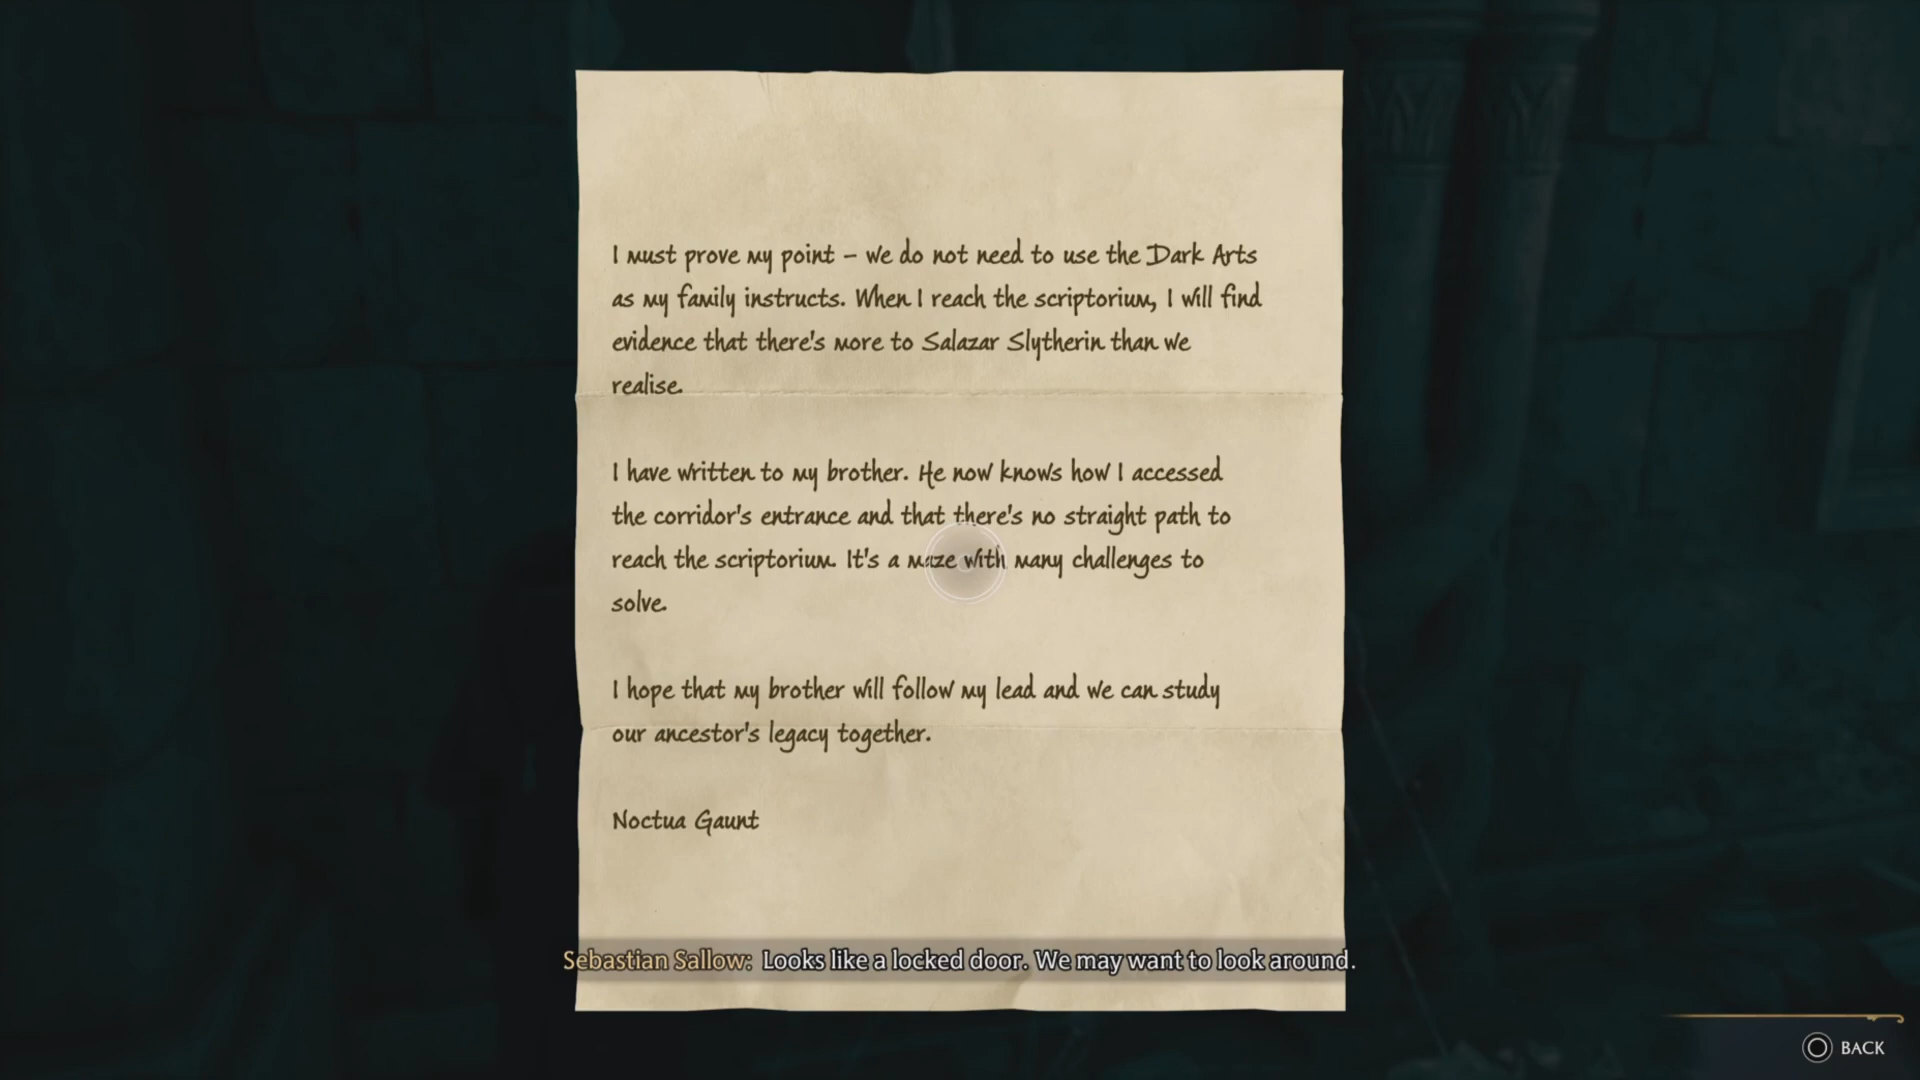 I must prove my point – we do not need to use the Dark Arts
as my family instructs. When I reach the scriptorium, I will find
evidence that there's more to Salazar Slytherin than we
realise.
I have written to my brother. He now knows how I accessed
the corridor's entrance and that there's no straight path to
reach the scriptorium. It's a maze with many challenges to
solve.
I hope that my brother will follow my lead and we can study
our ancestor's legacy together.
Noctua Gaunt
Sebastian Sallow: Looks like a locked door. We may want to look around.
BACK